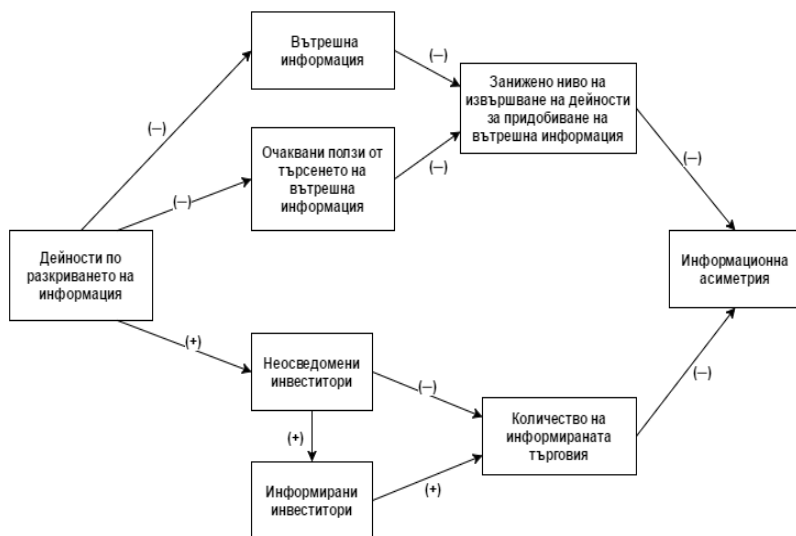 Вътрешна
информация
(–)
Занижено ниво на
извършване на дейности
за придобиване на
вътрешна информация
(–)
Очаквани ползи от
търсенето на
вътрешна
информация
(–)
(–)
(–)
Дейности по
разкриването на
информация
Информационна
асиметрия
(+)
Неосведомени
инвеститори
(–)
(–)
Количество на
информираната
търговия
(+)
Информирани
инвеститори
(+)